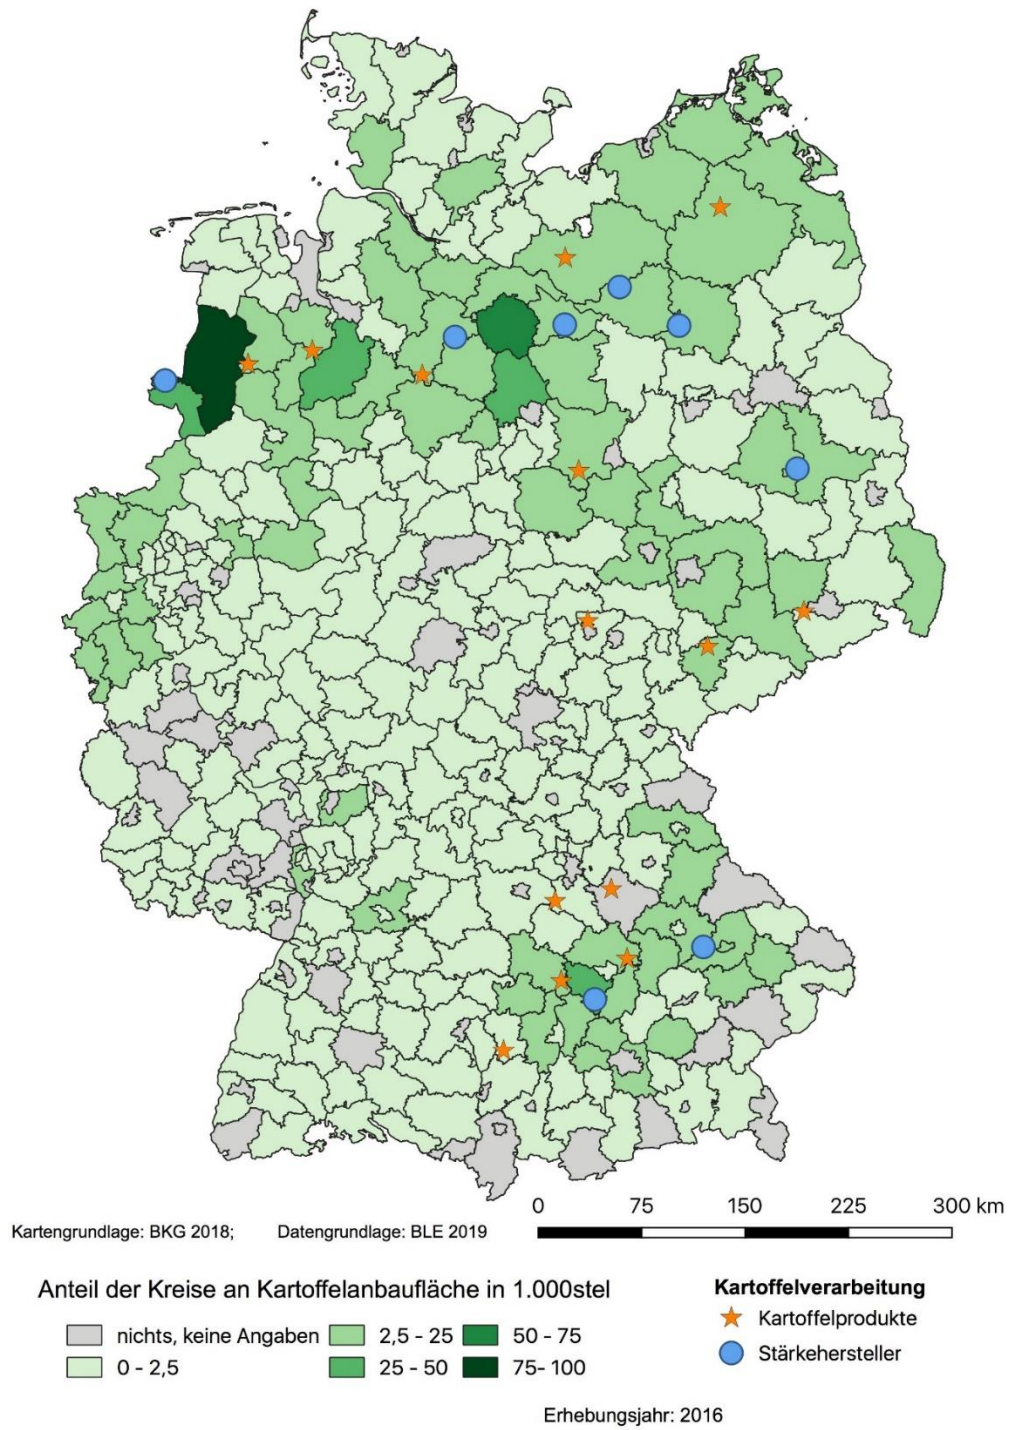 0 75 150 225 300 km
Kartengrundlage: BKG 2018; Datengrundlage: BLE 2019
Anteil der Kreise an Kartoffelanbaufläche in 1.000stel
Kartoffelverarbeitung
nichts, keine Angaben 2,5 - 25 50 - 75
Kartoffelprodukte
0 - 2,5 25 - 50 75- 100
Stärkehersteller
Erhebungsjahr: 2016